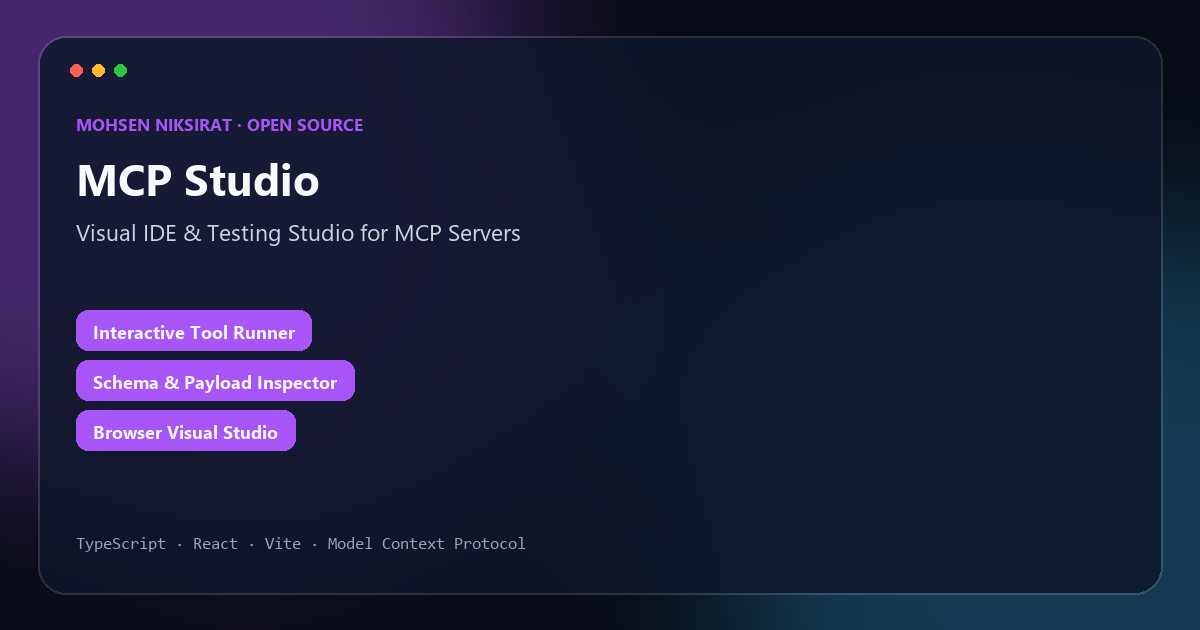 MOHSEN NIKSIRAT · OPEN SOURCE
MCP Studio
Visual IDE & Testing Studio for MCP Servers
Interactive Tool Runner
Schema & Payload Inspector
Browser Visual Studio
TypeScript · React · Vite · Model Context Protocol